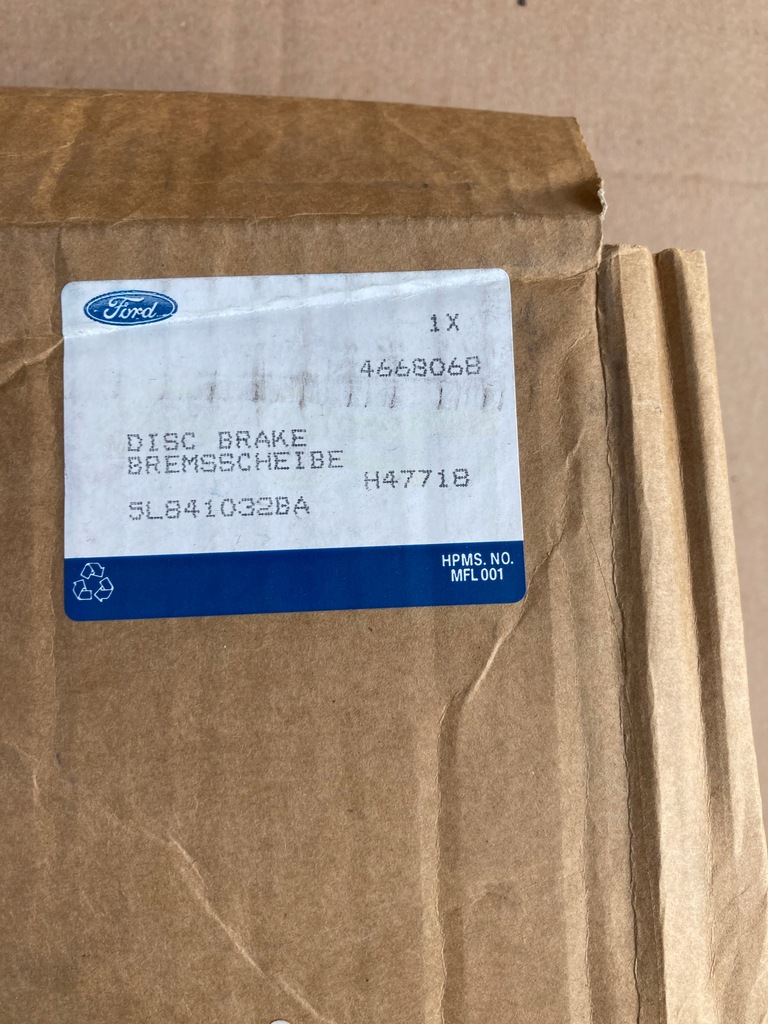 Ford
1X
4668068
DISC BRAKE
BREMSSCHEIBE
H47718
5L841032BA
HPMS. NO.
MFL 001